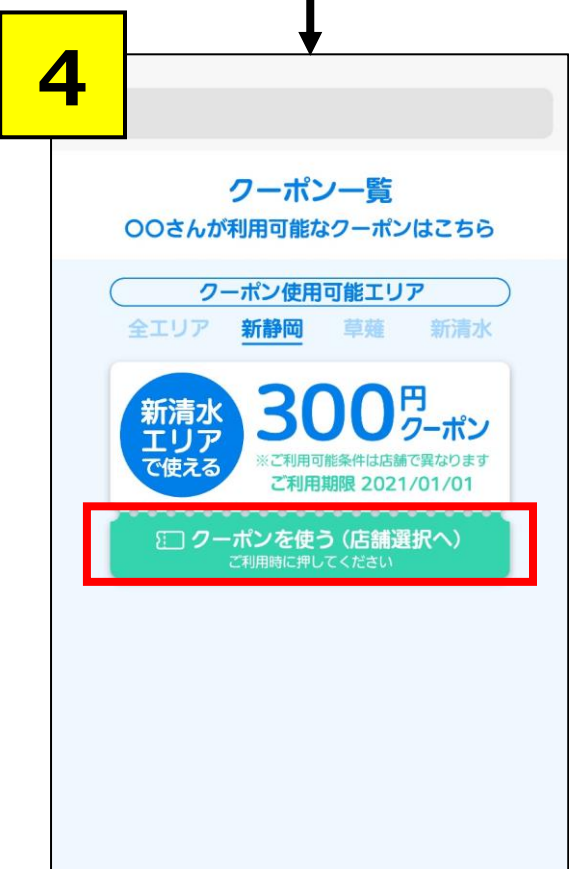 4
クーポン一覧
〇〇さんが利用可能なクーポンはこちら
クーポン使用可能エリア
全エリア 新静岡 草薙 新清水
新清水
エリア
で使える
300円クーポン
※ご利用可能条件は店舗で異なります
ご利用期限 2021/01/01
クーポンを使う（店舗選択へ）
ご利用時に押してください